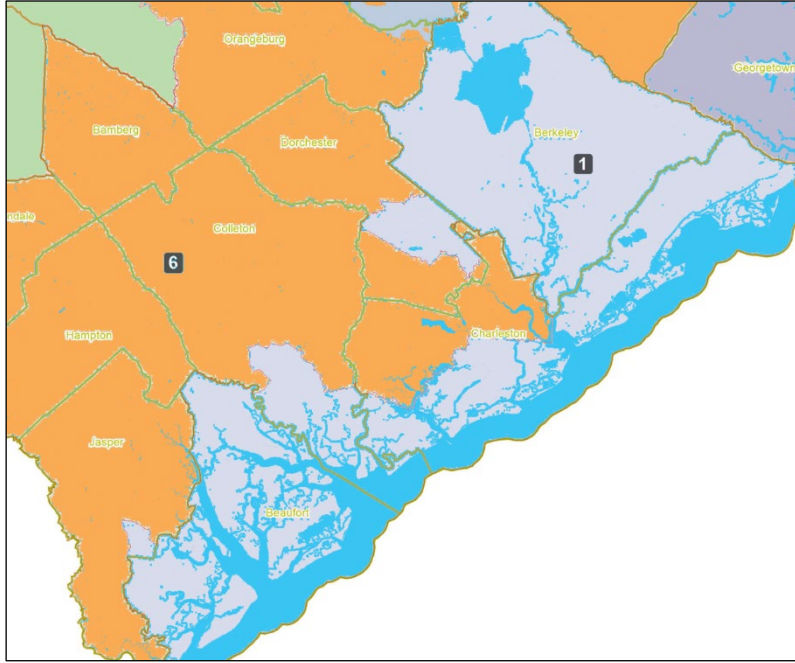 Orangeburg
Georgetown
Bamberg
Dorchester
Berkeley
1
ndale
Colleton
6
Hampton
Charleston
Jasper
Beaufort